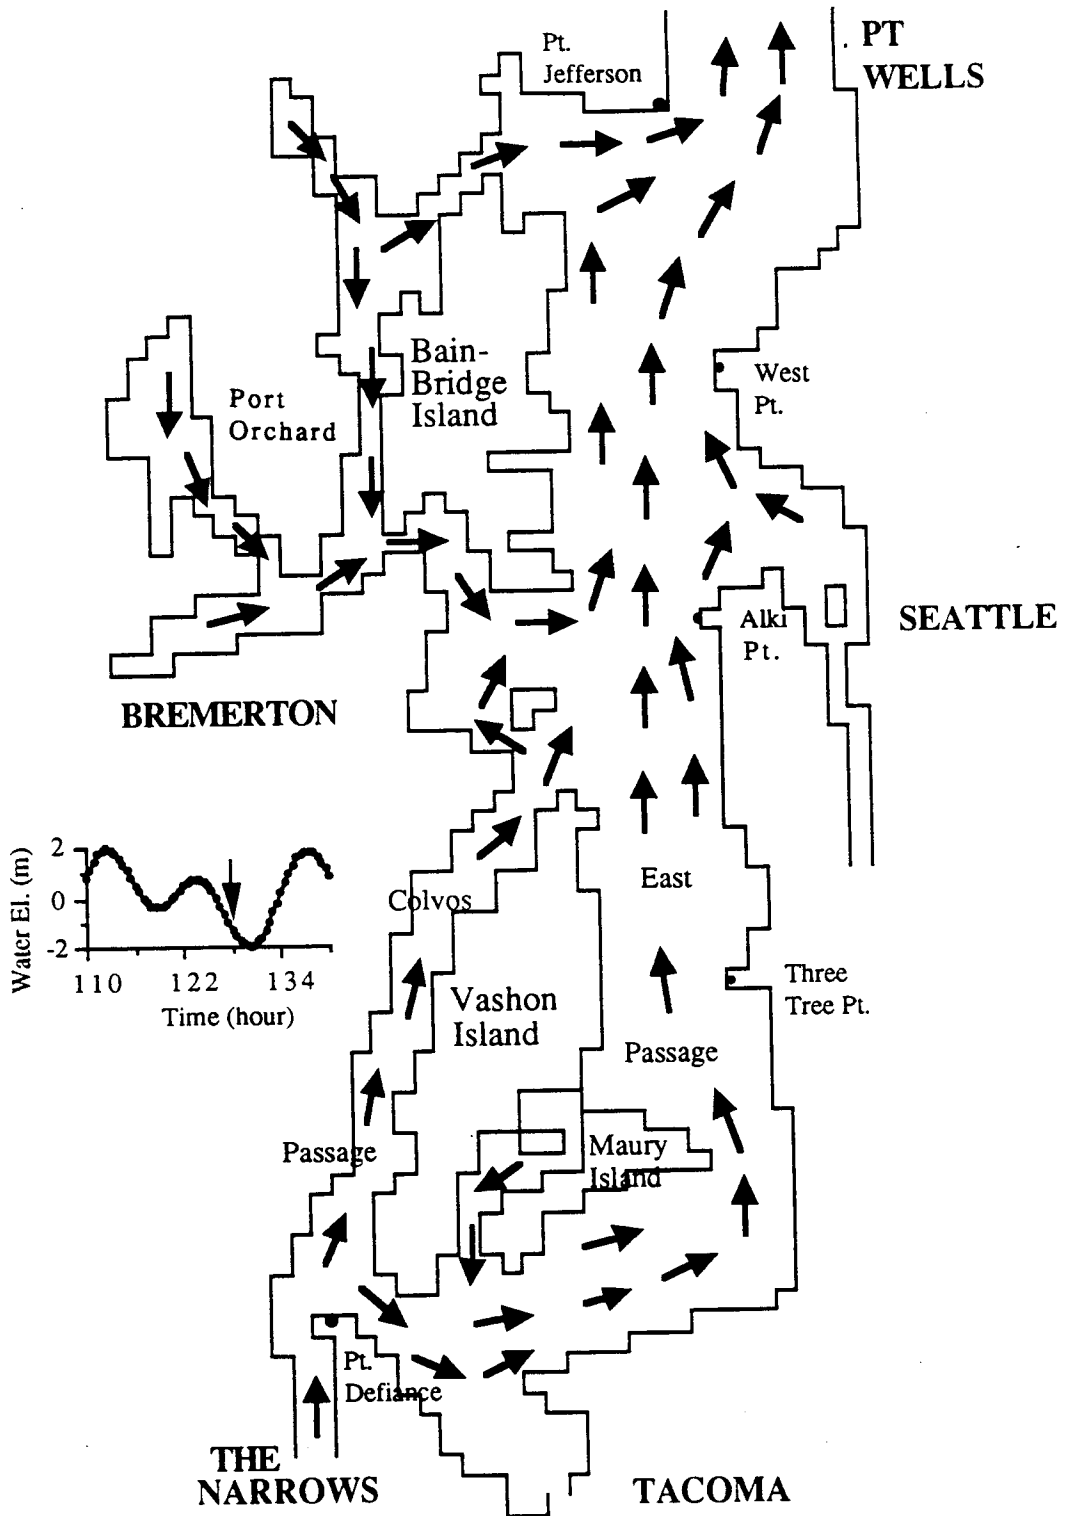 Pt.
Jefferson
PT
WELLS
Bain-
Bridge
Island
Port
Orchard
West
Pt.
Alki
Pt.
SEATTLE
BREMERTON
East
Colvos
Water El. (m)
2
0
-2
110 122 134
Time (hour)
Three
Tree Pt.
Vashon
Island
Passage
Passage
Maury
Island
Pt.
Defiance
THE
NARROWS
TACOMA